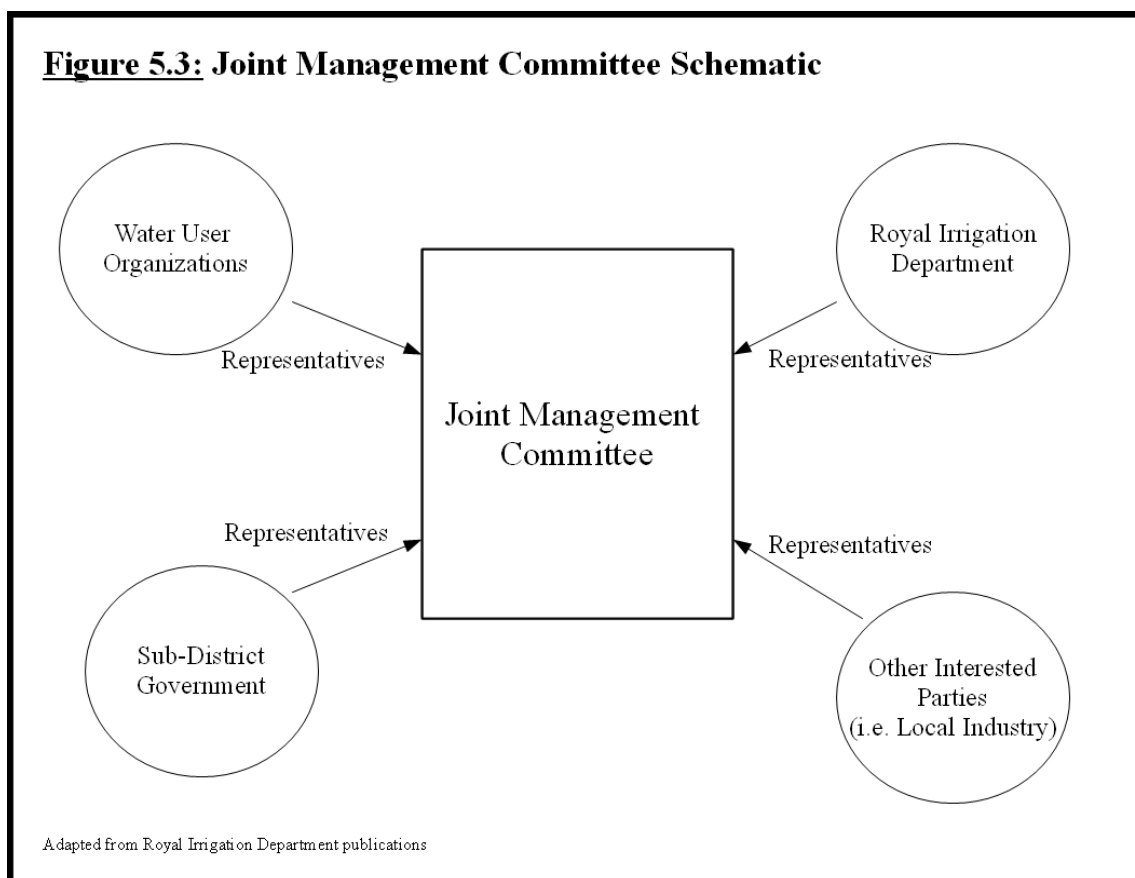 Figure 5.3: Joint Management Committee Schematic
Water User
Organizations
Royal Irrigation
Department
Representatives
Representatives
Joint Management
Committee
Representatives
Representatives
Sub-District
Government
Other Interested
Parties
(i.e. Local Industry)
Adapted from Royal Irrigation Department publications